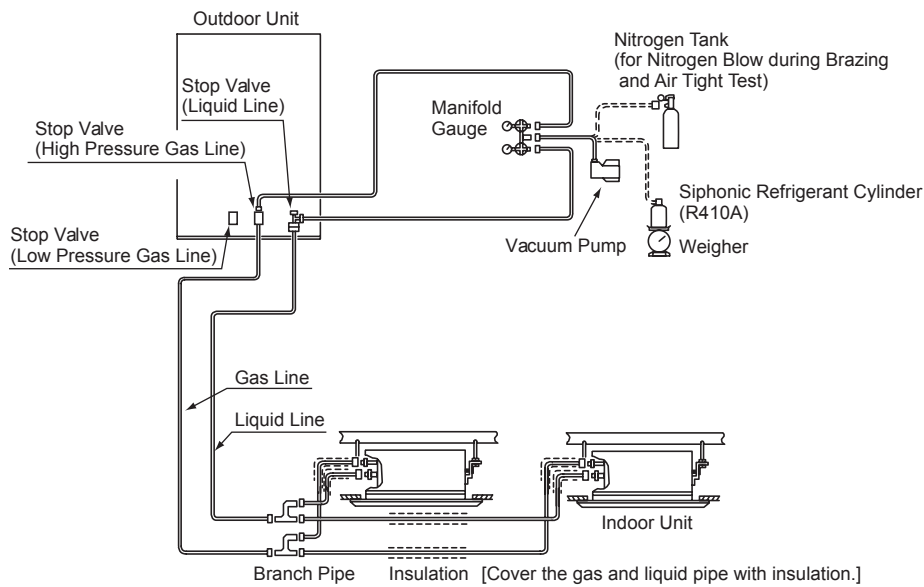 Outdoor Unit
Nitrogen Tank
(for Nitrogen Blow during Brazing
and Air Tight Test)
Stop Valve
(Liquid Line)
Manifold
Gauge
Stop Valve
(High Pressure Gas Line)
Siphonic Refrigerant Cylinder
(R410A)
Stop Valve
(Low Pressure Gas Line)
Vacuum Pump
Weigher
Gas Line
Liquid Line
Indoor Unit
Branch Pipe
Insulation
[Cover the gas and liquid pipe with insulation.]